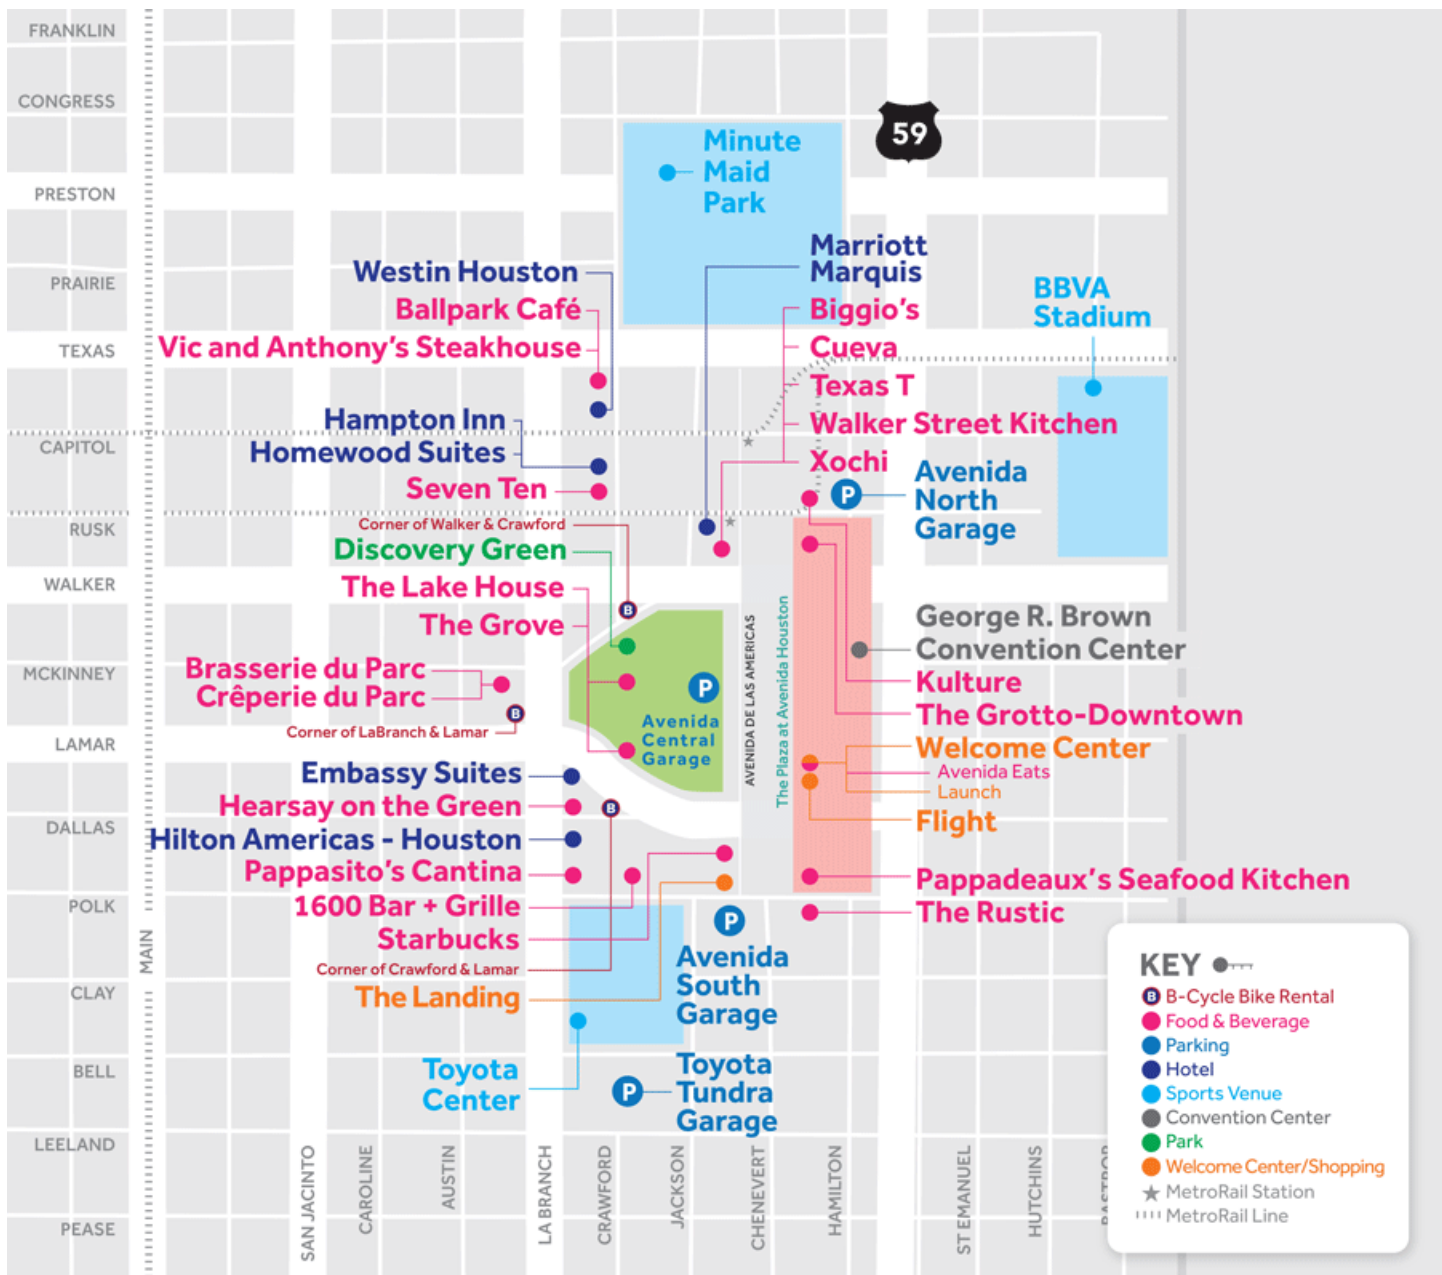 FRANKLIN
CONGRESS
PRESTON
PRAIRIE
TEXAS
CAPITOL
RUSK
WALKER
MCKINNEY
LAMAR
DALLAS
POLK
CLAY
BELL
LEELAND
PEASE
MAIN
SAN JACINTO
CAROLINE
AUSTIN
LA BRANCH
CRAWFORD
JACKSON
CHENEVERT
HAMILTON
ST EMANUEL
HUTCHINS
59
Minute
Maid
Park
Westin Houston
Ballpark Café
Vic and Anthony's Steakhouse
Hampton Inn
Homewood Suites
Seven Ten
Corner of Walker & Crawford
Discovery Green
The Lake House
The Grove
Brasserie du Parc
Crêperie du Parc
Corner of LaBranch & Lamar
Embassy Suites
Hearsay on the Green
Hilton Americas - Houston
Pappasito's Cantina
1600 Bar + Grille
Starbucks
Corner of Crawford & Lamar
The Landing
Toyota
Center
B
B
B
P
Avenida
Central
Garage
AVENIDA DE LAS AMERICAS
The Plaza at Avenida Houston
Marriott
Marquis
Biggio's
Cueva
Texas T
Walker Street Kitchen
Xochi
BBVA
Stadium
P
Avenida
North
Garage
George R. Brown
Convention Center
Kulture
The Grotto-Downtown
Welcome Center
Avenida Eats
Launch
Flight
Pappadeaux's Seafood Kitchen
The Rustic
P
Avenida
South
Garage
P
Toyota
Tundra
Garage
KEY
B B-Cycle Bike Rental
Food & Beverage
Parking
Hotel
Sports Venue
Convention Center
Park
Welcome Center/Shopping
MetroRail Station
MetroRail Line